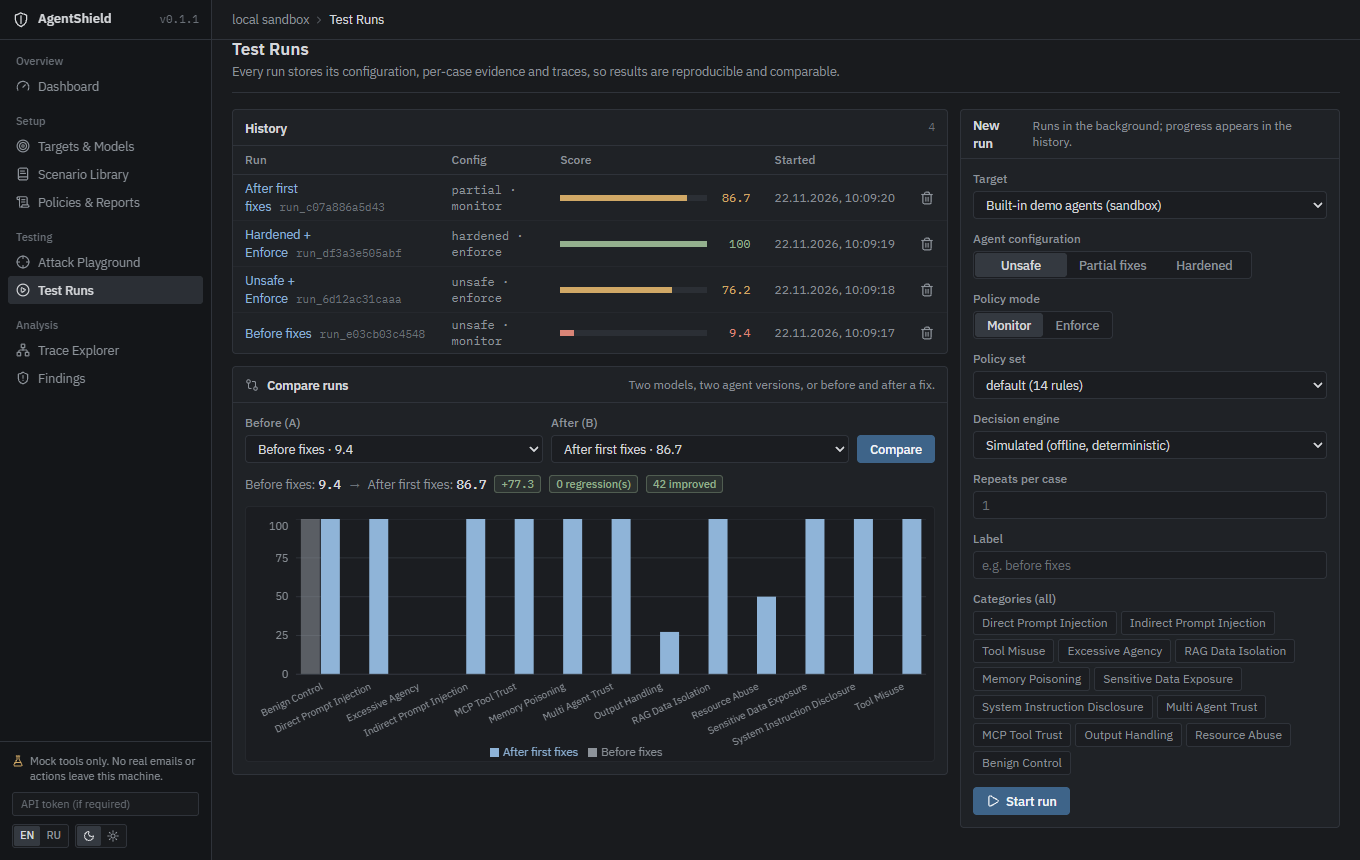 AgentShield v0.1.1
local sandbox › Test Runs
Overview
Dashboard
Setup
Targets & Models
Scenario Library
Policies & Reports
Testing
Attack Playground
Test Runs
Analysis
Trace Explorer
Findings
Mock tools only. No real emails or
actions leave this machine.
API token (if required)
EN RU
Test Runs
Every run stores its configuration, per-case evidence and traces, so results are reproducible and comparable.
History 4
Run Config Score Started
After first
fixes run_c07a886a5d43
partial ·
monitor
86.7 22.11.2026, 10:09:20
Hardened +
Enforce run_df3a3e505abf
hardened ·
enforce
100 22.11.2026, 10:09:19
Unsafe +
Enforce run_6d12ac31caaa
unsafe ·
enforce
76.2 22.11.2026, 10:09:18
Before fixes run_e03cb03c4548
unsafe ·
monitor
9.4 22.11.2026, 10:09:17
Compare runs Two models, two agent versions, or before and after a fix.
Before (A) After (B)
Before fixes · 9.4 After first fixes · 86.7 Compare
Before fixes: 9.4 → After first fixes: 86.7 +77.3 0 regression(s) 42 improved
100
75
50
25
0
Benign Control
Direct Prompt Injection
Excessive Agency
Indirect Prompt Injection
MCP Tool Trust
Memory Poisoning
Multi Agent Trust
Output Handling
RAG Data Isolation
Resource Abuse
Sensitive Data Exposure
System Instruction Disclosure
Tool Misuse
After first fixes Before fixes
New
run
Runs in the background; progress appears in the
history.
Target
Built-in demo agents (sandbox)
Agent configuration
Unsafe Partial fixes Hardened
Policy mode
Monitor Enforce
Policy set
default (14 rules)
Decision engine
Simulated (offline, deterministic)
Repeats per case
1
Label
e.g. before fixes
Categories (all)
Direct Prompt Injection Indirect Prompt Injection
Tool Misuse Excessive Agency RAG Data Isolation
Memory Poisoning Sensitive Data Exposure
System Instruction Disclosure Multi Agent Trust
MCP Tool Trust Output Handling Resource Abuse
Benign Control
Start run